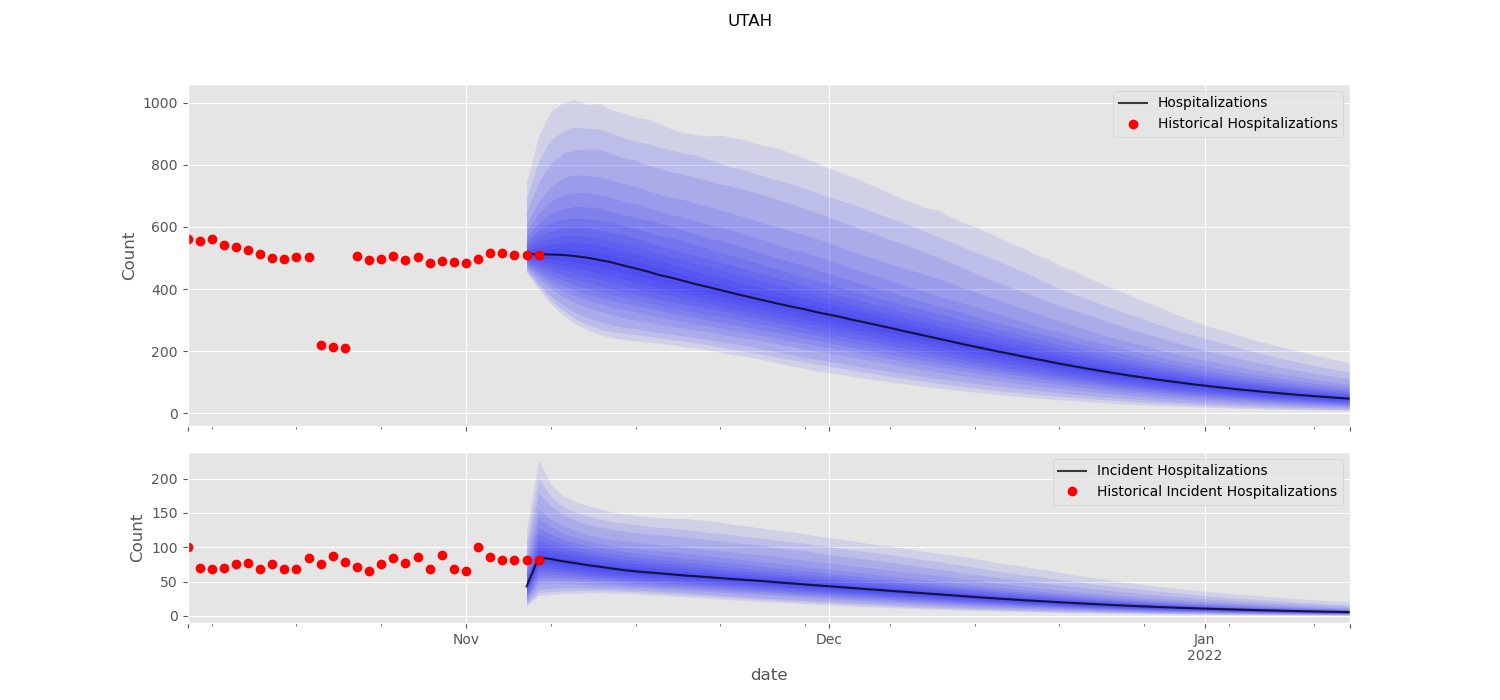 UTAH
Count
1000
800
600
400
200
0
Hospitalizations
Historical Hospitalizations
Count
200
150
100
50
0
Incident Hospitalizations
Historical Incident Hospitalizations
Nov
Dec
Jan
2022
date